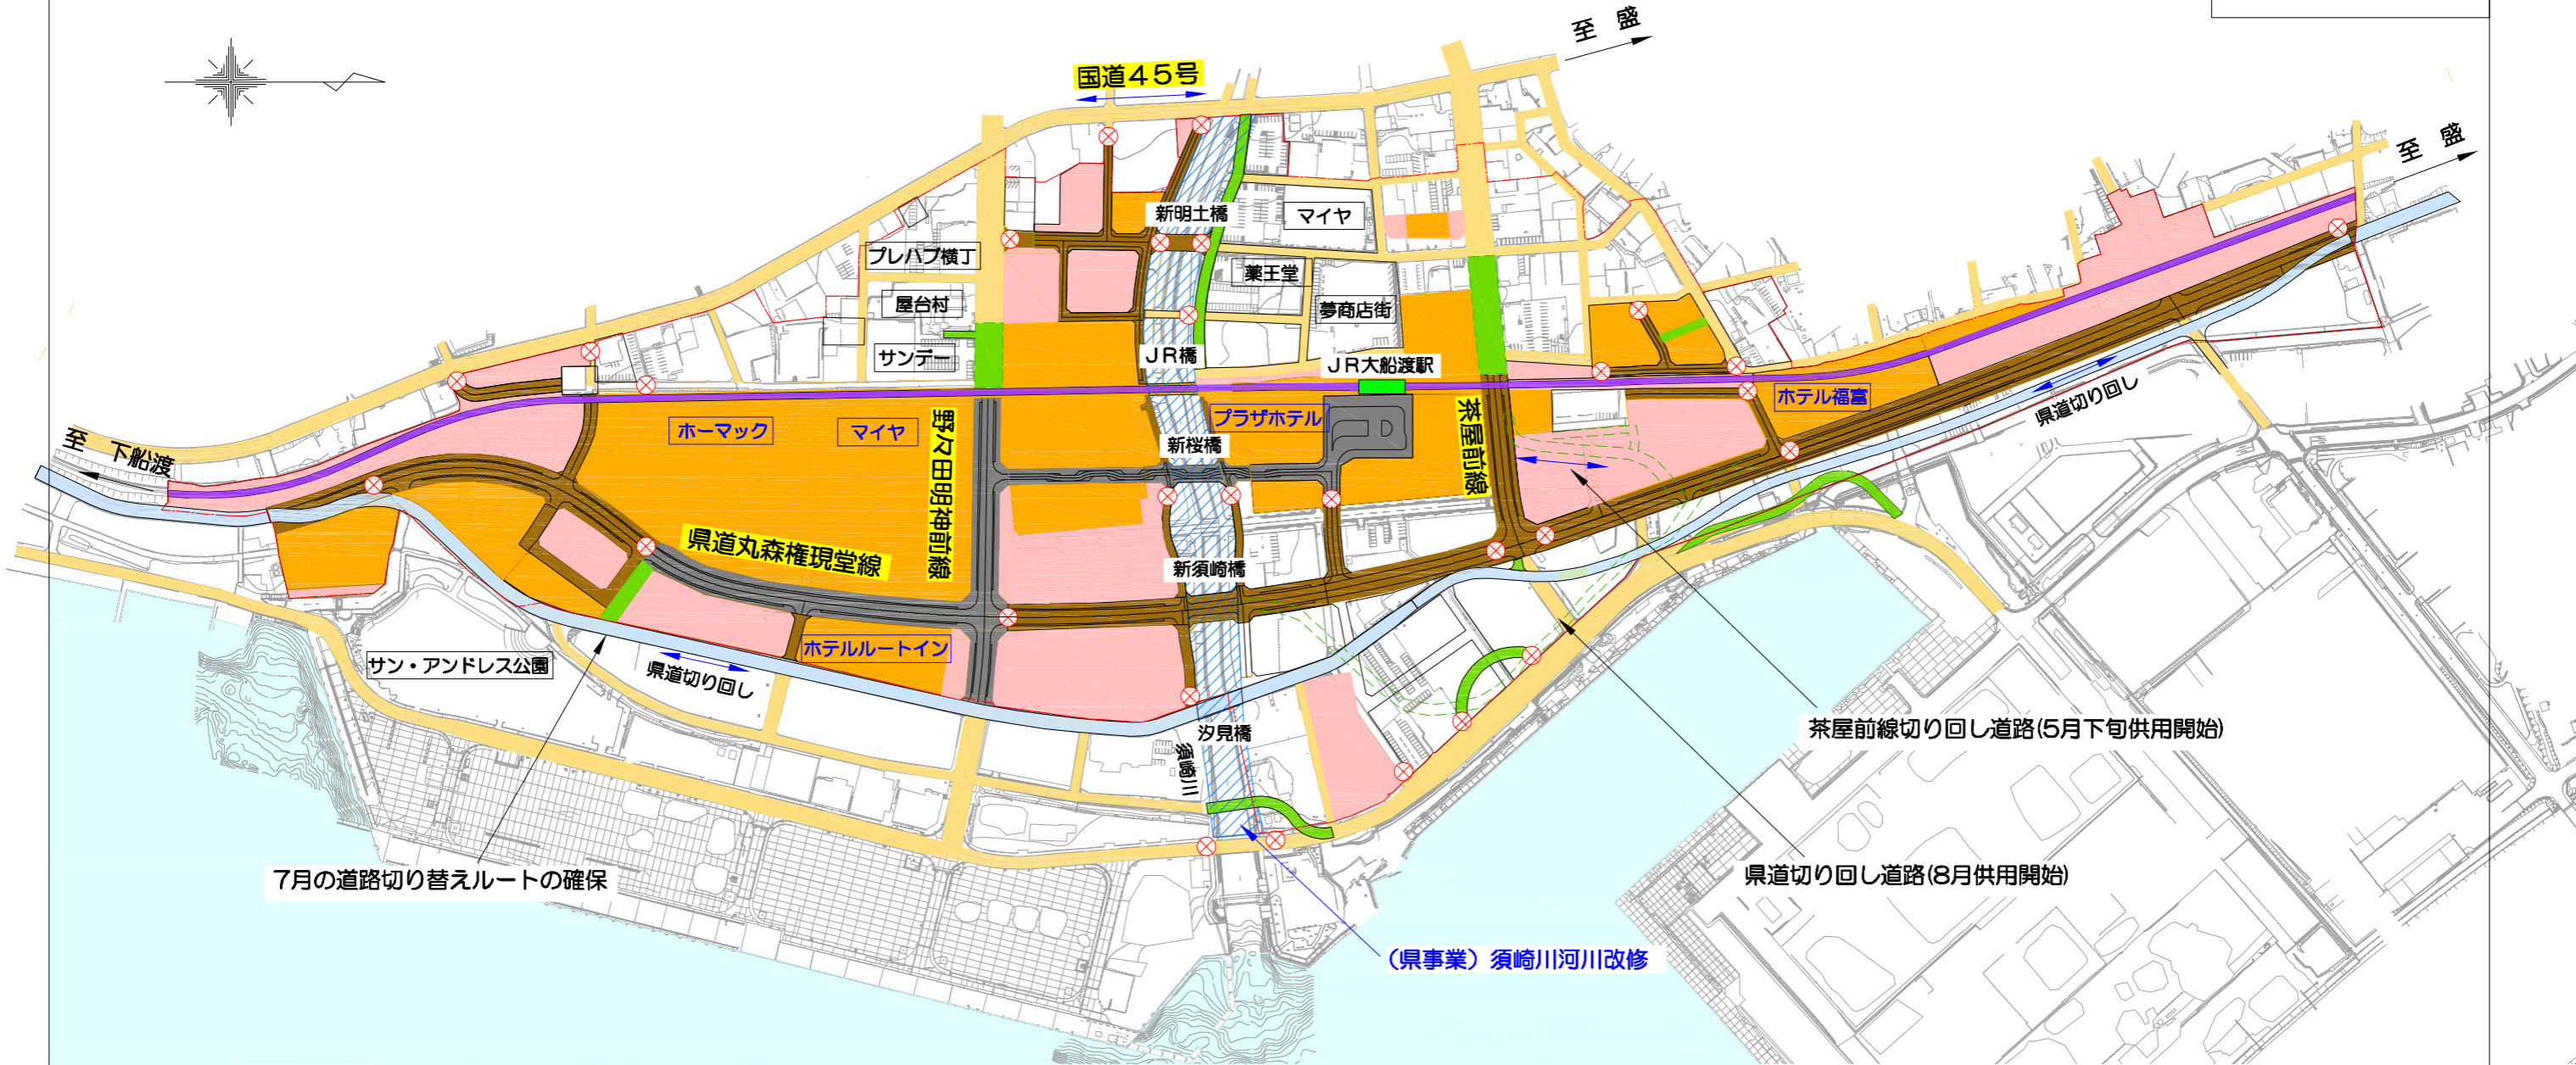 至 盛
国道45号
至 盛
新明土橋
マイヤ
プレハブ横丁
薬王堂
屋台村
夢商店街
サンデー
JR橋
JR大船渡駅
ホテル福富
県道切り回し
ホーマック
マイヤ
野々田明神前線
プラザホテル
茶屋前線
新桜橋
至 下船渡
県道丸森権現堂線
新須崎橋
ホテルルートイン
サン・アンドレス公園
県道切り回し
汐見橋
須崎川
茶屋前線切り回し道路(5月下旬供用開始)
7月の道路切り替えルートの確保
県道切り回し道路(8月供用開始)
(県事業)須崎川河川改修